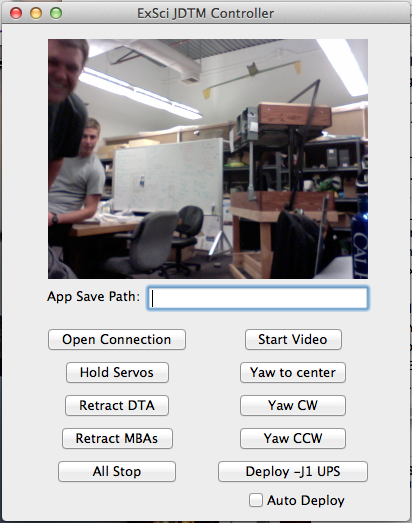 ExSci JDTM Controller
App Save Path:
Open Connection
Start Video
Hold Servos
Yaw to center
Retract DTA
Yaw CW
Retract MBAs
Yaw CCW
All Stop
Deploy -J1 UPS
Auto Deploy